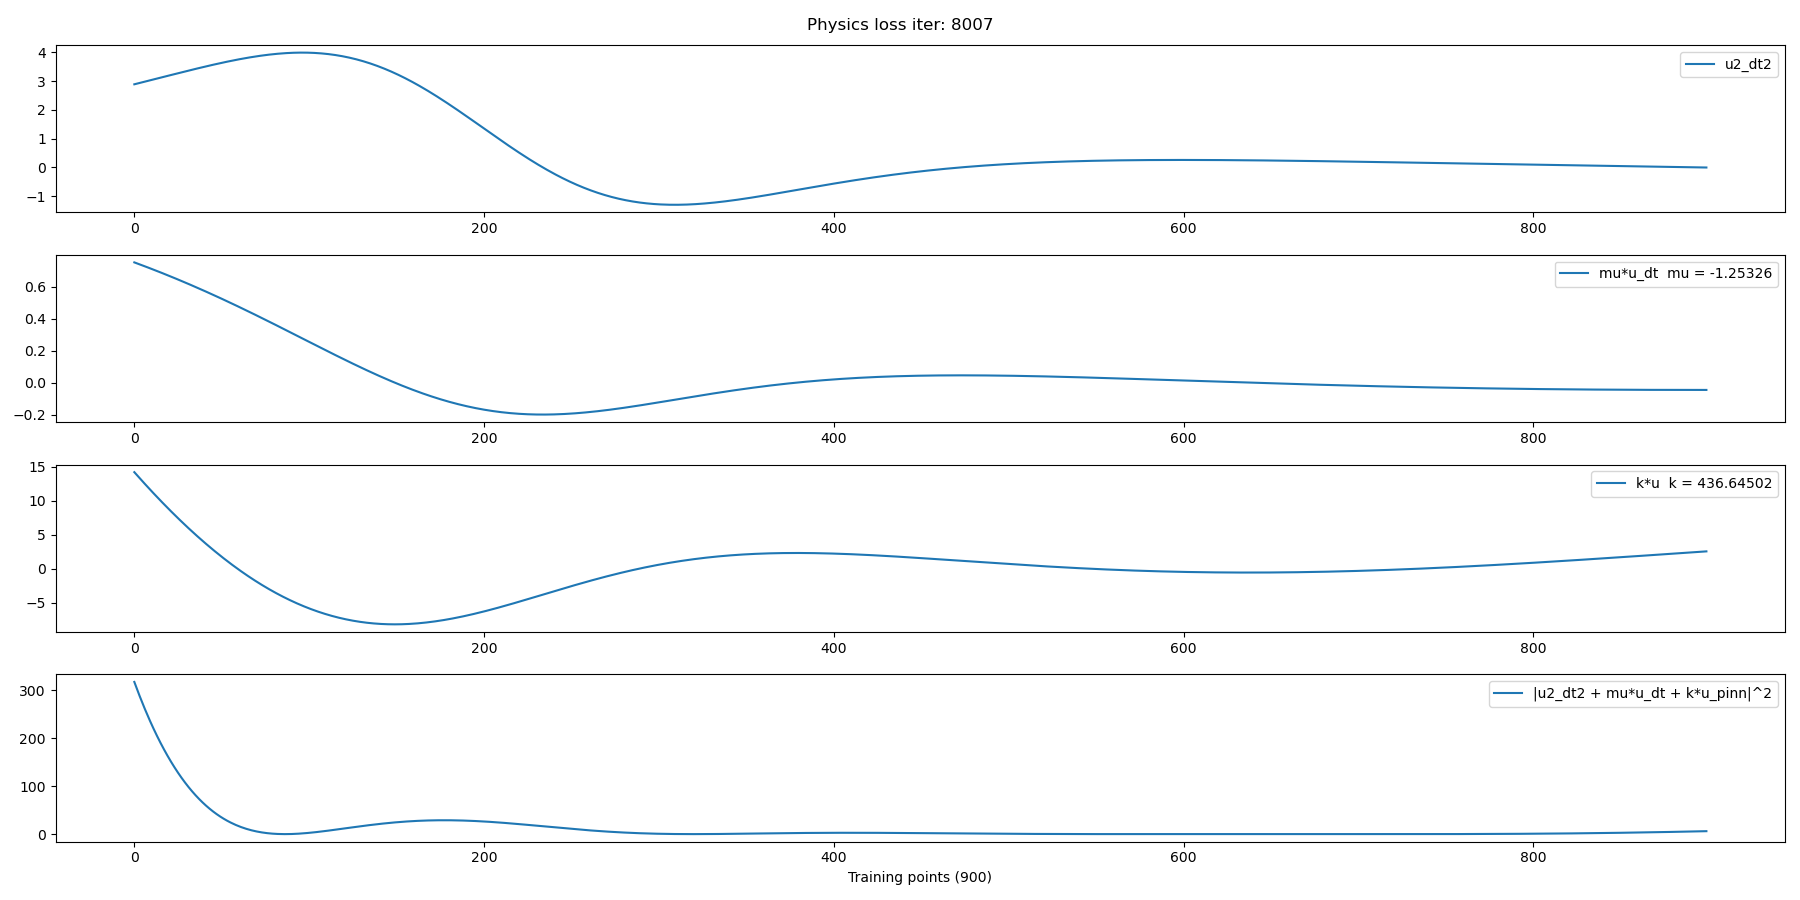 Physics loss iter: 8007
4
3
2
1
0
−1
u2_dt2
0 200 400 600 800
0.6
0.4
0.2
0.0
−0.2
mu*u_dt  mu = -1.25326
0 200 400 600 800
15
10
5
0
−5
k*u  k = 436.64502
0 200 400 600 800
300
200
100
0
|u2_dt2 + mu*u_dt + k*u_pinn|^2
0 200 400 600 800
Training points (900)